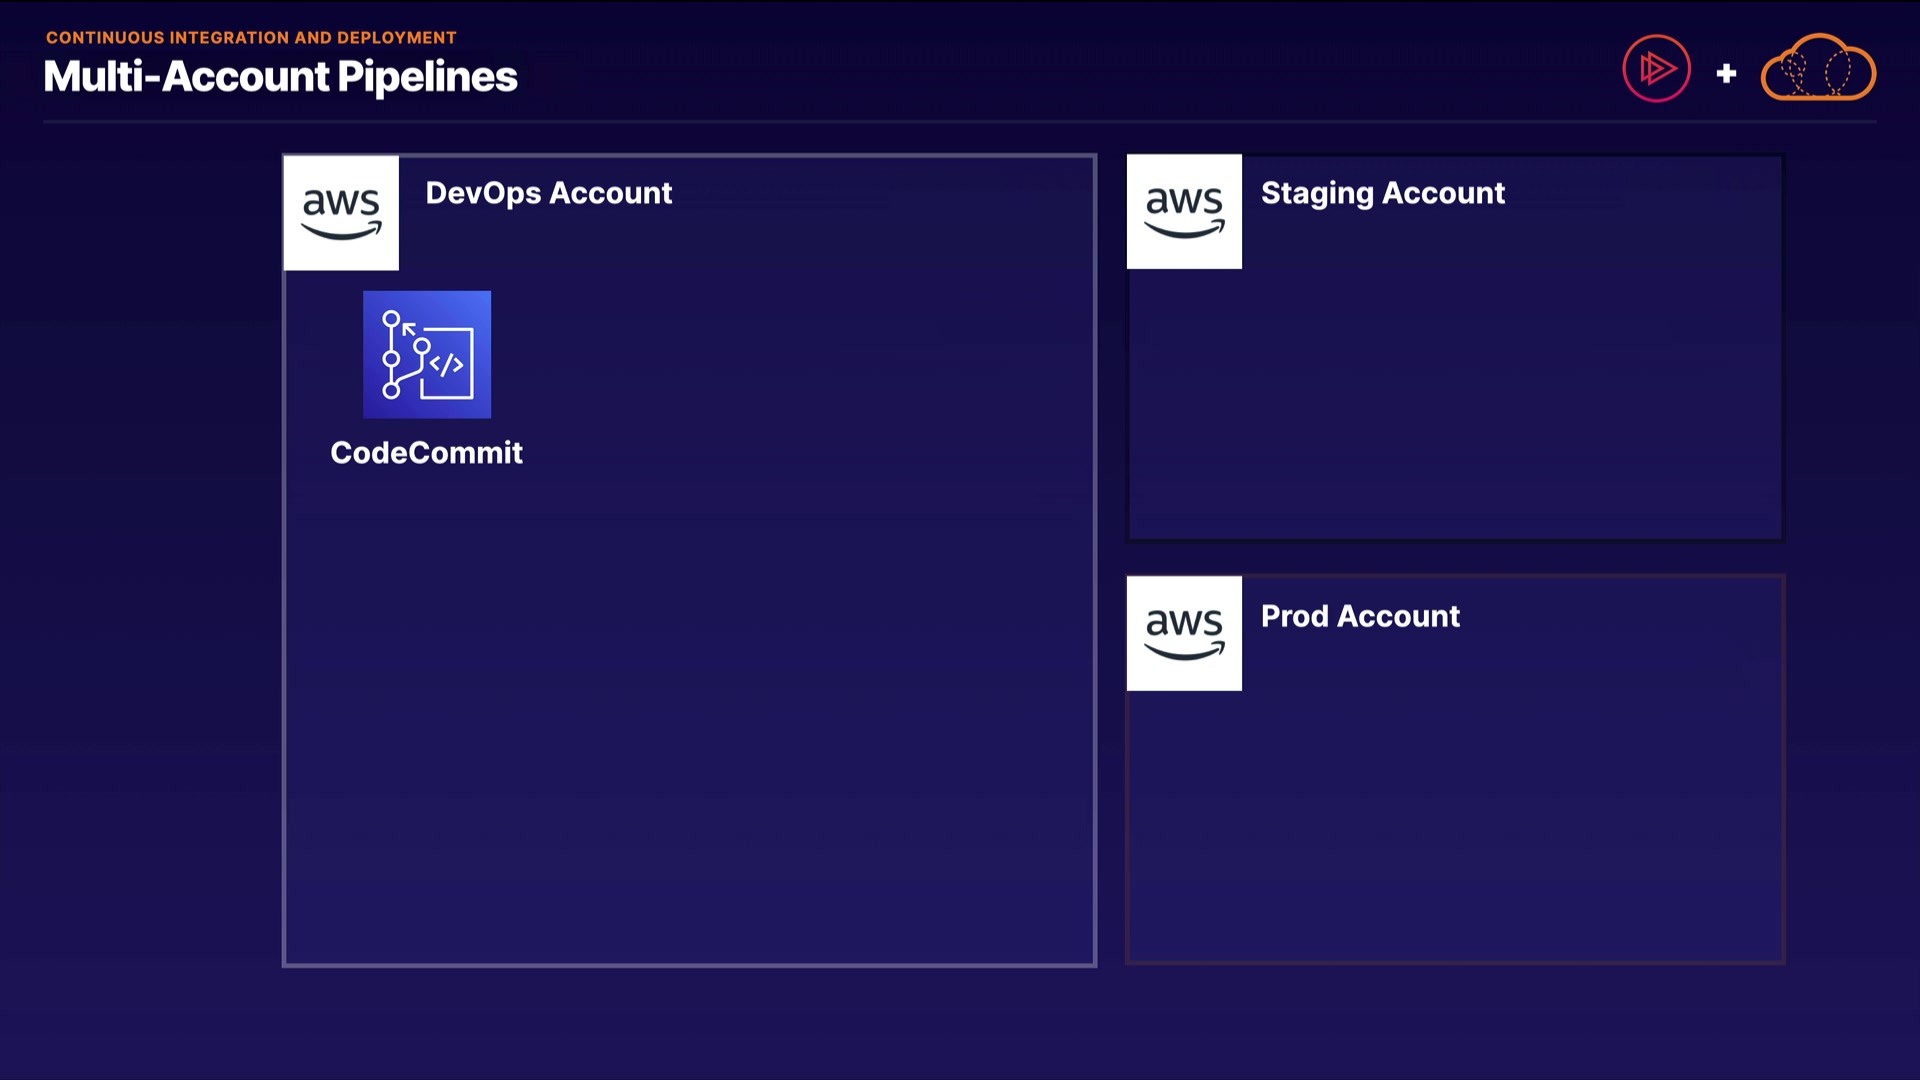 CONTINUOUS INTEGRATION AND DEPLOYMENT
Multi-Account Pipelines
+
aws
DevOps Account
</>
CodeCommit
aws
Staging Account
aws
Prod Account